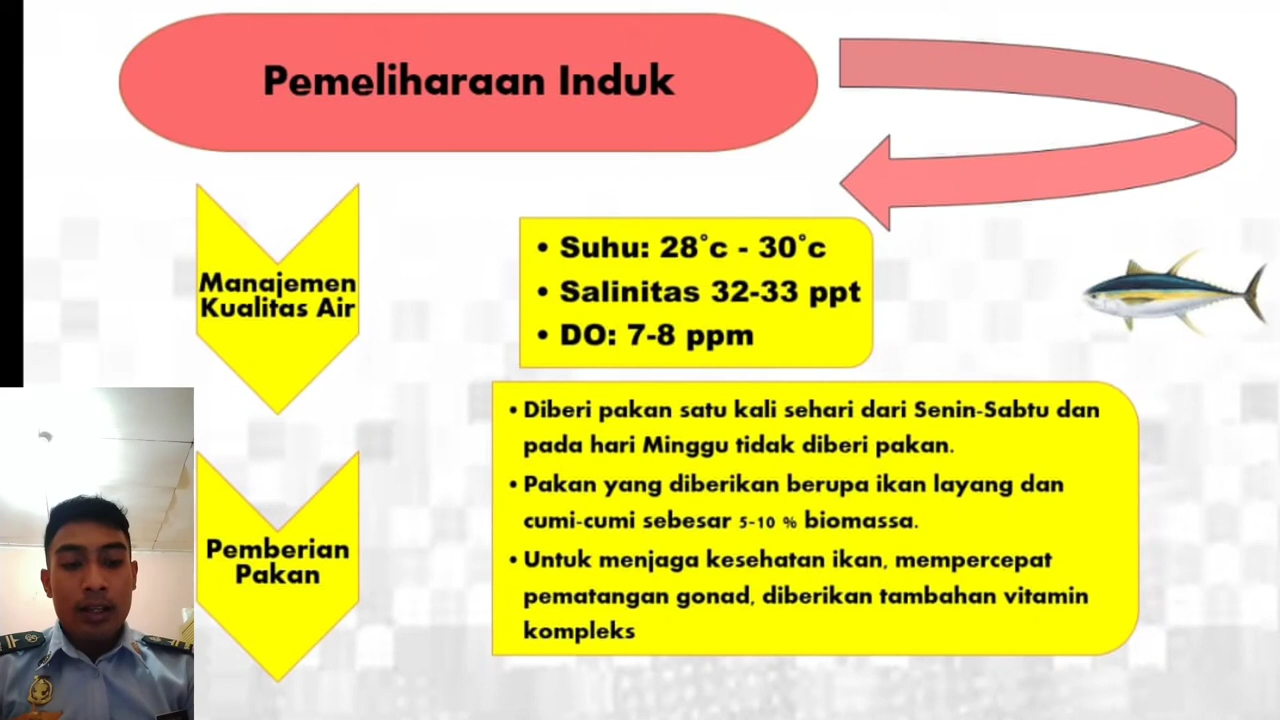 Pemeliharaan Induk
Manajemen
Kualitas Air
• Suhu: 28°c - 30°c
• Salinitas 32-33 ppt
• DO: 7-8 ppm
Pemberian
Pakan
• Diberi pakan satu kali sehari dari Senin-Sabtu dan
pada hari Minggu tidak diberi pakan.
• Pakan yang diberikan berupa ikan layang dan
cumi-cumi sebesar 5-10 % biomassa.
• Untuk menjaga kesehatan ikan, mempercepat
pematangan gonad, diberikan tambahan vitamin
kompleks